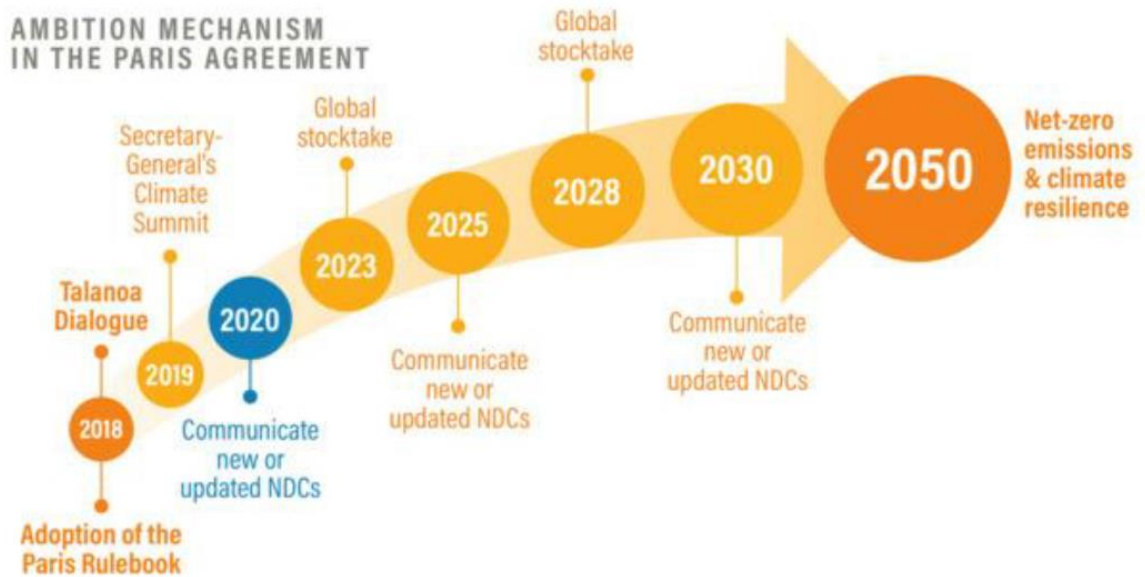 AMBITION MECHANISM
IN THE PARIS AGREEMENT
Global
stocktake
Global
stocktake
Secretary-
General's
Climate
Summit
Talanoa
Dialogue
2018
2019
2020
2023
2025
2028
2030
2050
Net-zero
emissions
& climate
resilience
Adoption of the
Paris Rulebook
Communicate
new or
updated NDCs
Communicate
new or
updated NDCs
Communicate
new or
updated NDCs